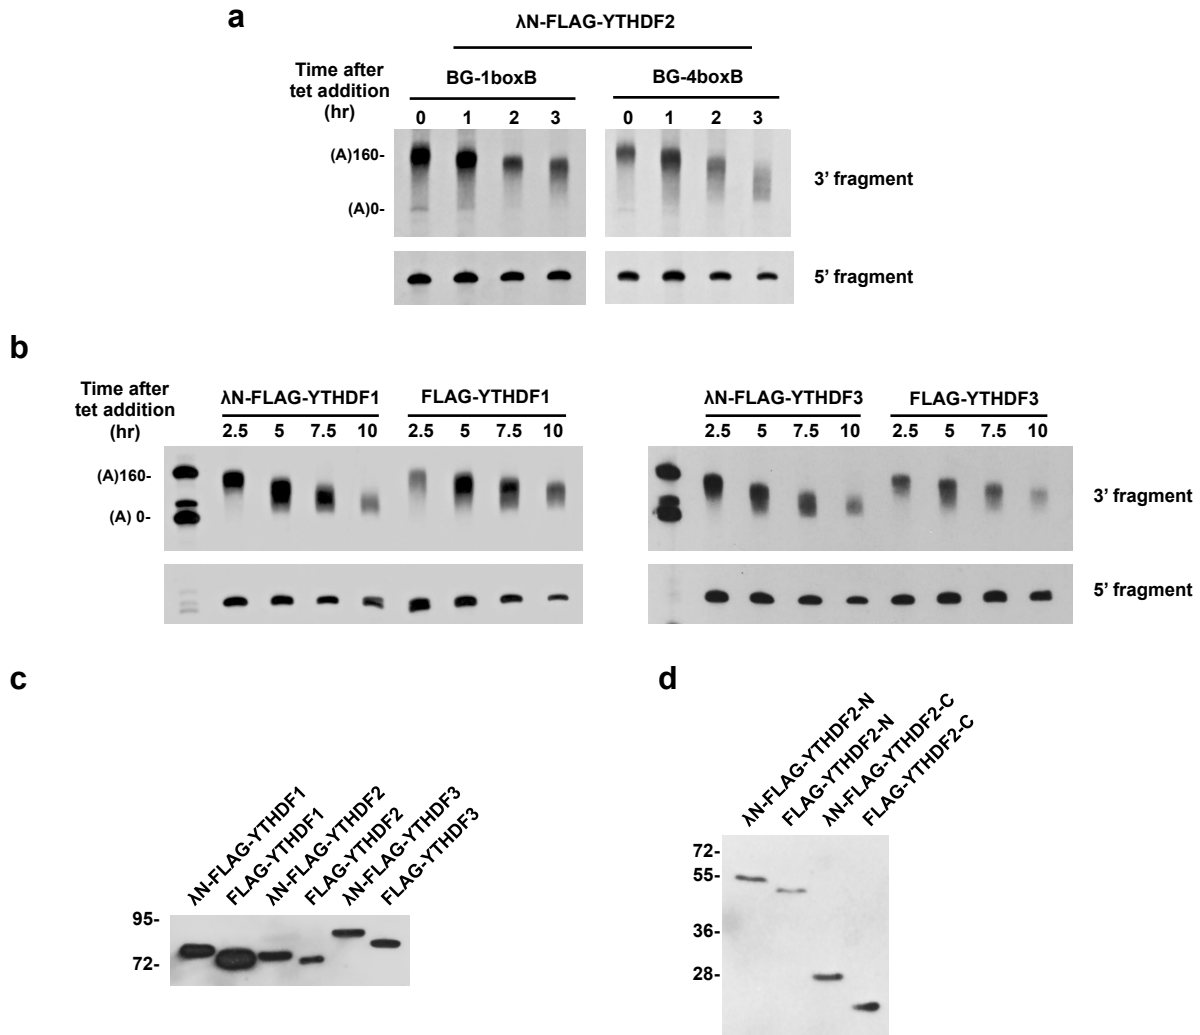 a
λN-FLAG-YTHDF2
Time after
tet addition
(hr)
BG-1boxB
BG-4boxB
0 1 2 3 0 1 2 3
(A)160-
(A)0-
3’ fragment
5’ fragment
b
Time after
tet addition
(hr)
λN-FLAG-YTHDF1 FLAG-YTHDF1 λN-FLAG-YTHDF3 FLAG-YTHDF3
2.5 5 7.5 10 2.5 5 7.5 10 2.5 5 7.5 10 2.5 5 7.5 10
(A)160-
(A) 0-
3’ fragment
5’ fragment
c
λN-FLAG-YTHDF1
FLAG-YTHDF1
λN-FLAG-YTHDF2
FLAG-YTHDF2
λN-FLAG-YTHDF3
FLAG-YTHDF3
95-
72-
d
λN-FLAG-YTHDF2-N
FLAG-YTHDF2-N
λN-FLAG-YTHDF2-C
FLAG-YTHDF2-C
72-
55-
36-
28-